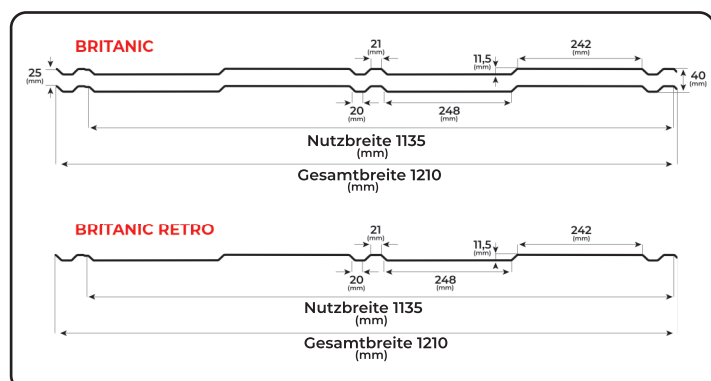 BRITANIC
21
(mm)
11,5
(mm)
242
(mm)
25
(mm)
40
(mm)
20
(mm)
248
(mm)
Nutzbreite 1135
(mm)
Gesamtbreite 1210
(mm)
BRITANIC RETRO
21
(mm)
11,5
(mm)
242
(mm)
20
(mm)
248
(mm)
Nutzbreite 1135
(mm)
Gesamtbreite 1210
(mm)